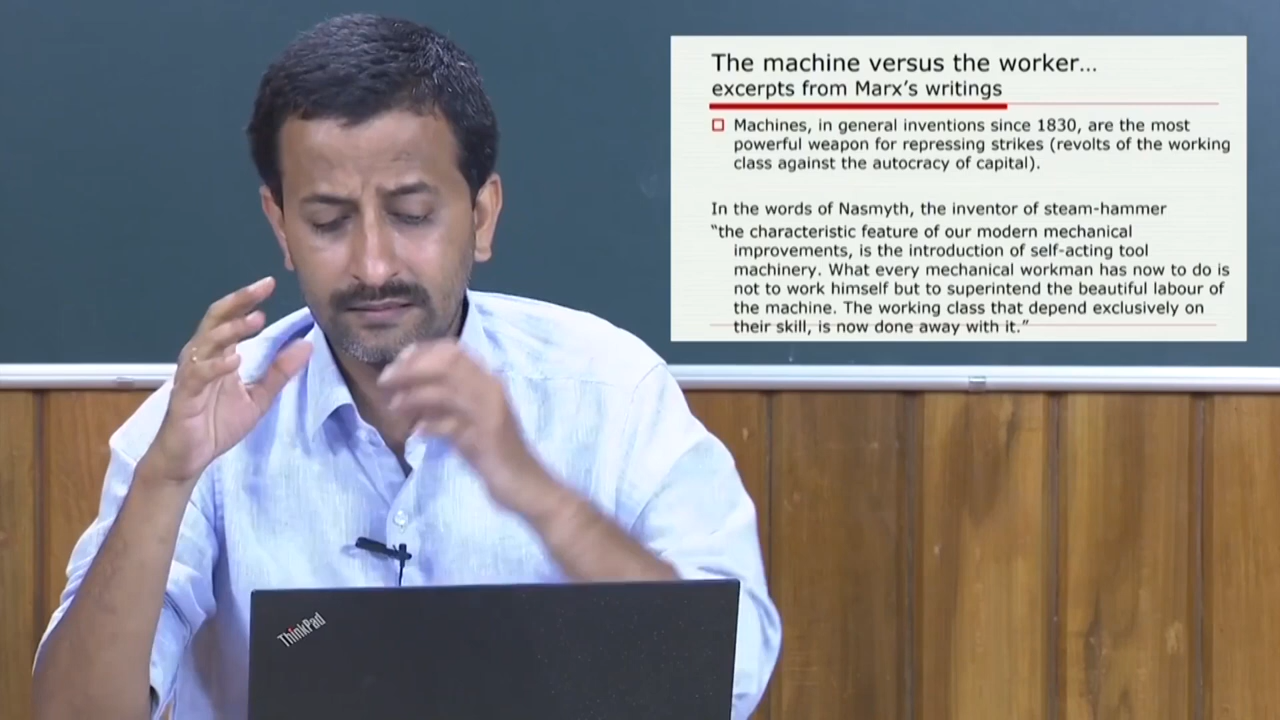 The machine versus the worker…
excerpts from Marx's writings
Machines, in general inventions since 1830, are the most
powerful weapon for repressing strikes (revolts of the working
class against the autocracy of capital).
In the words of Nasmyth, the inventor of steam-hammer
“the characteristic feature of our modern mechanical
improvements, is the introduction of self-acting tool
machinery. What every mechanical workman has now to do is
not to work himself but to superintend the beautiful labour of
the machine. The working class that depend exclusively on
their skill, is now done away with it.”
ThinkPad